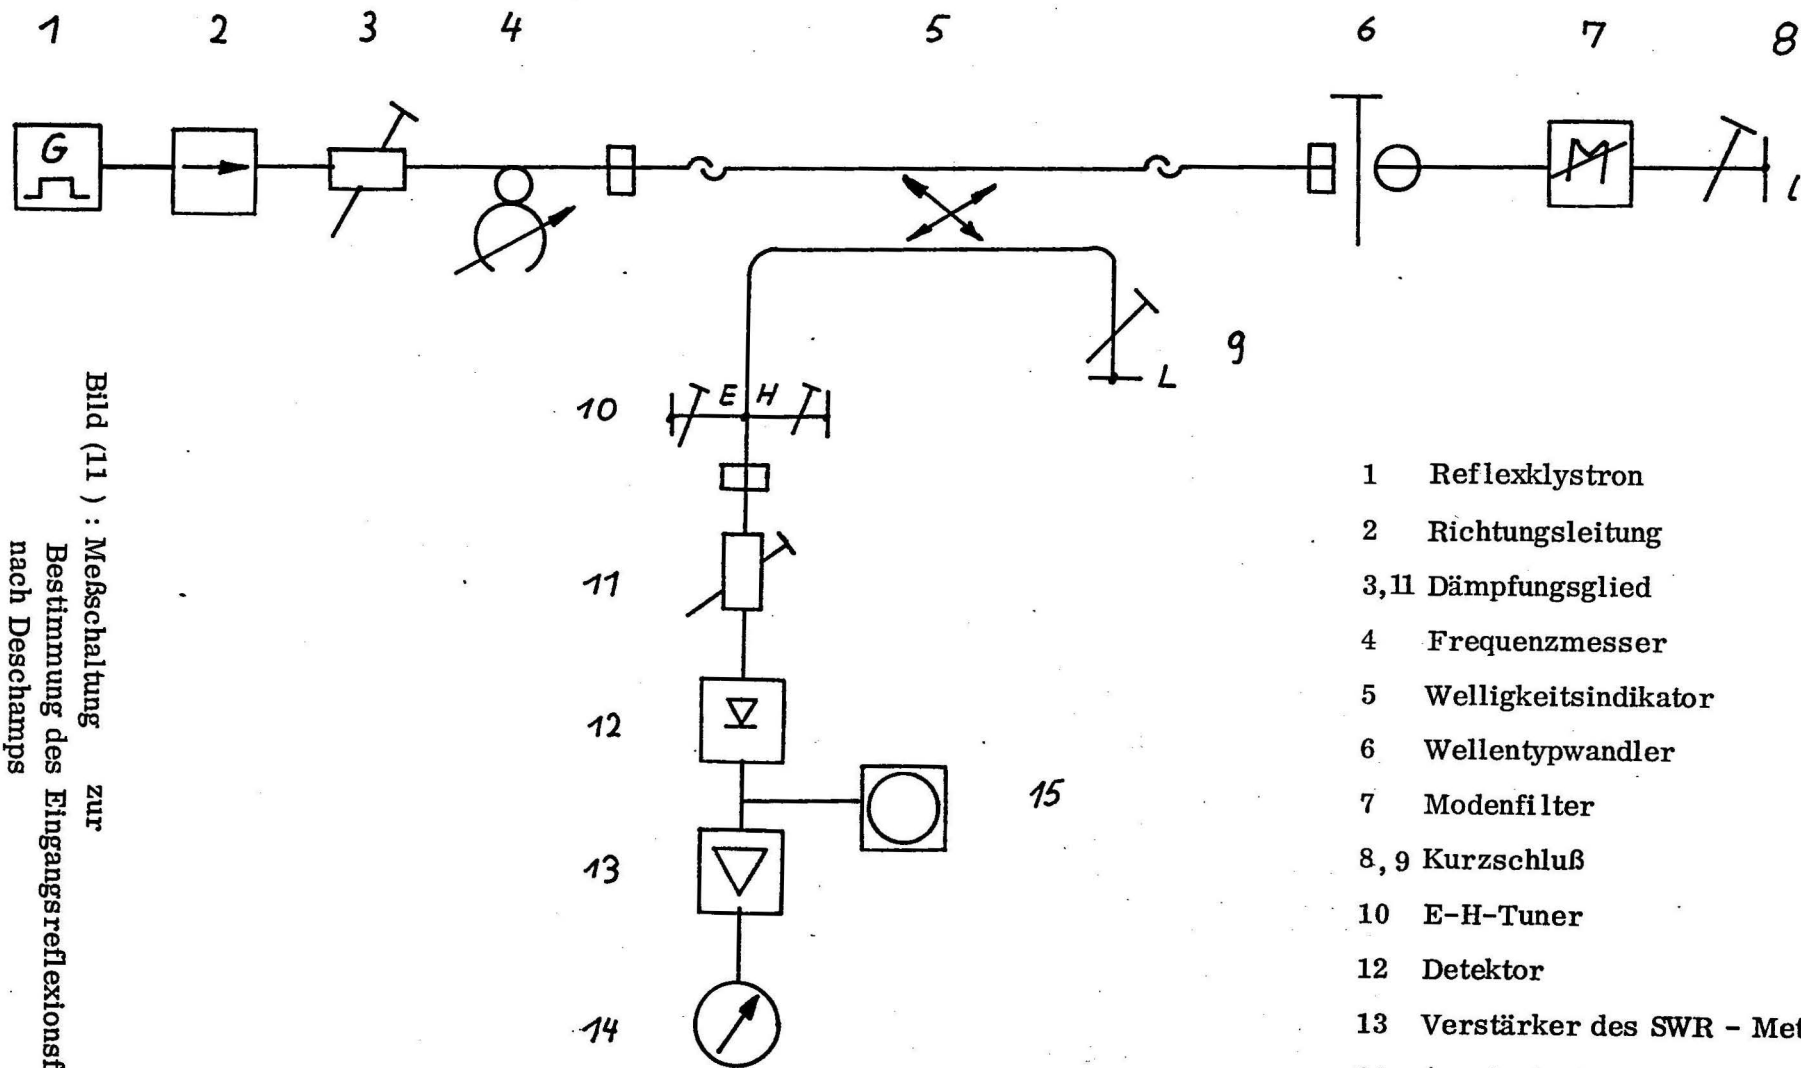 1 2 3 4 5 6 7 8
G
M
l
9
L
10
E H
11
12
15
13
14
1 Reflexklystron
2 Richtungsleitung
3,11 Dämpfungsglied
4 Frequenzmesser
5 Welligkeitsindikator
6 Wellentypwandler
7 Modenfilter
8,9 Kurzschluß
10 E-H-Tuner
12 Detektor
13 Verstärker des SWR - Met
Bild (11 ) : Meßschaltung zur
Bestimmung des Eingangsreflexionsf
nach Deschamps